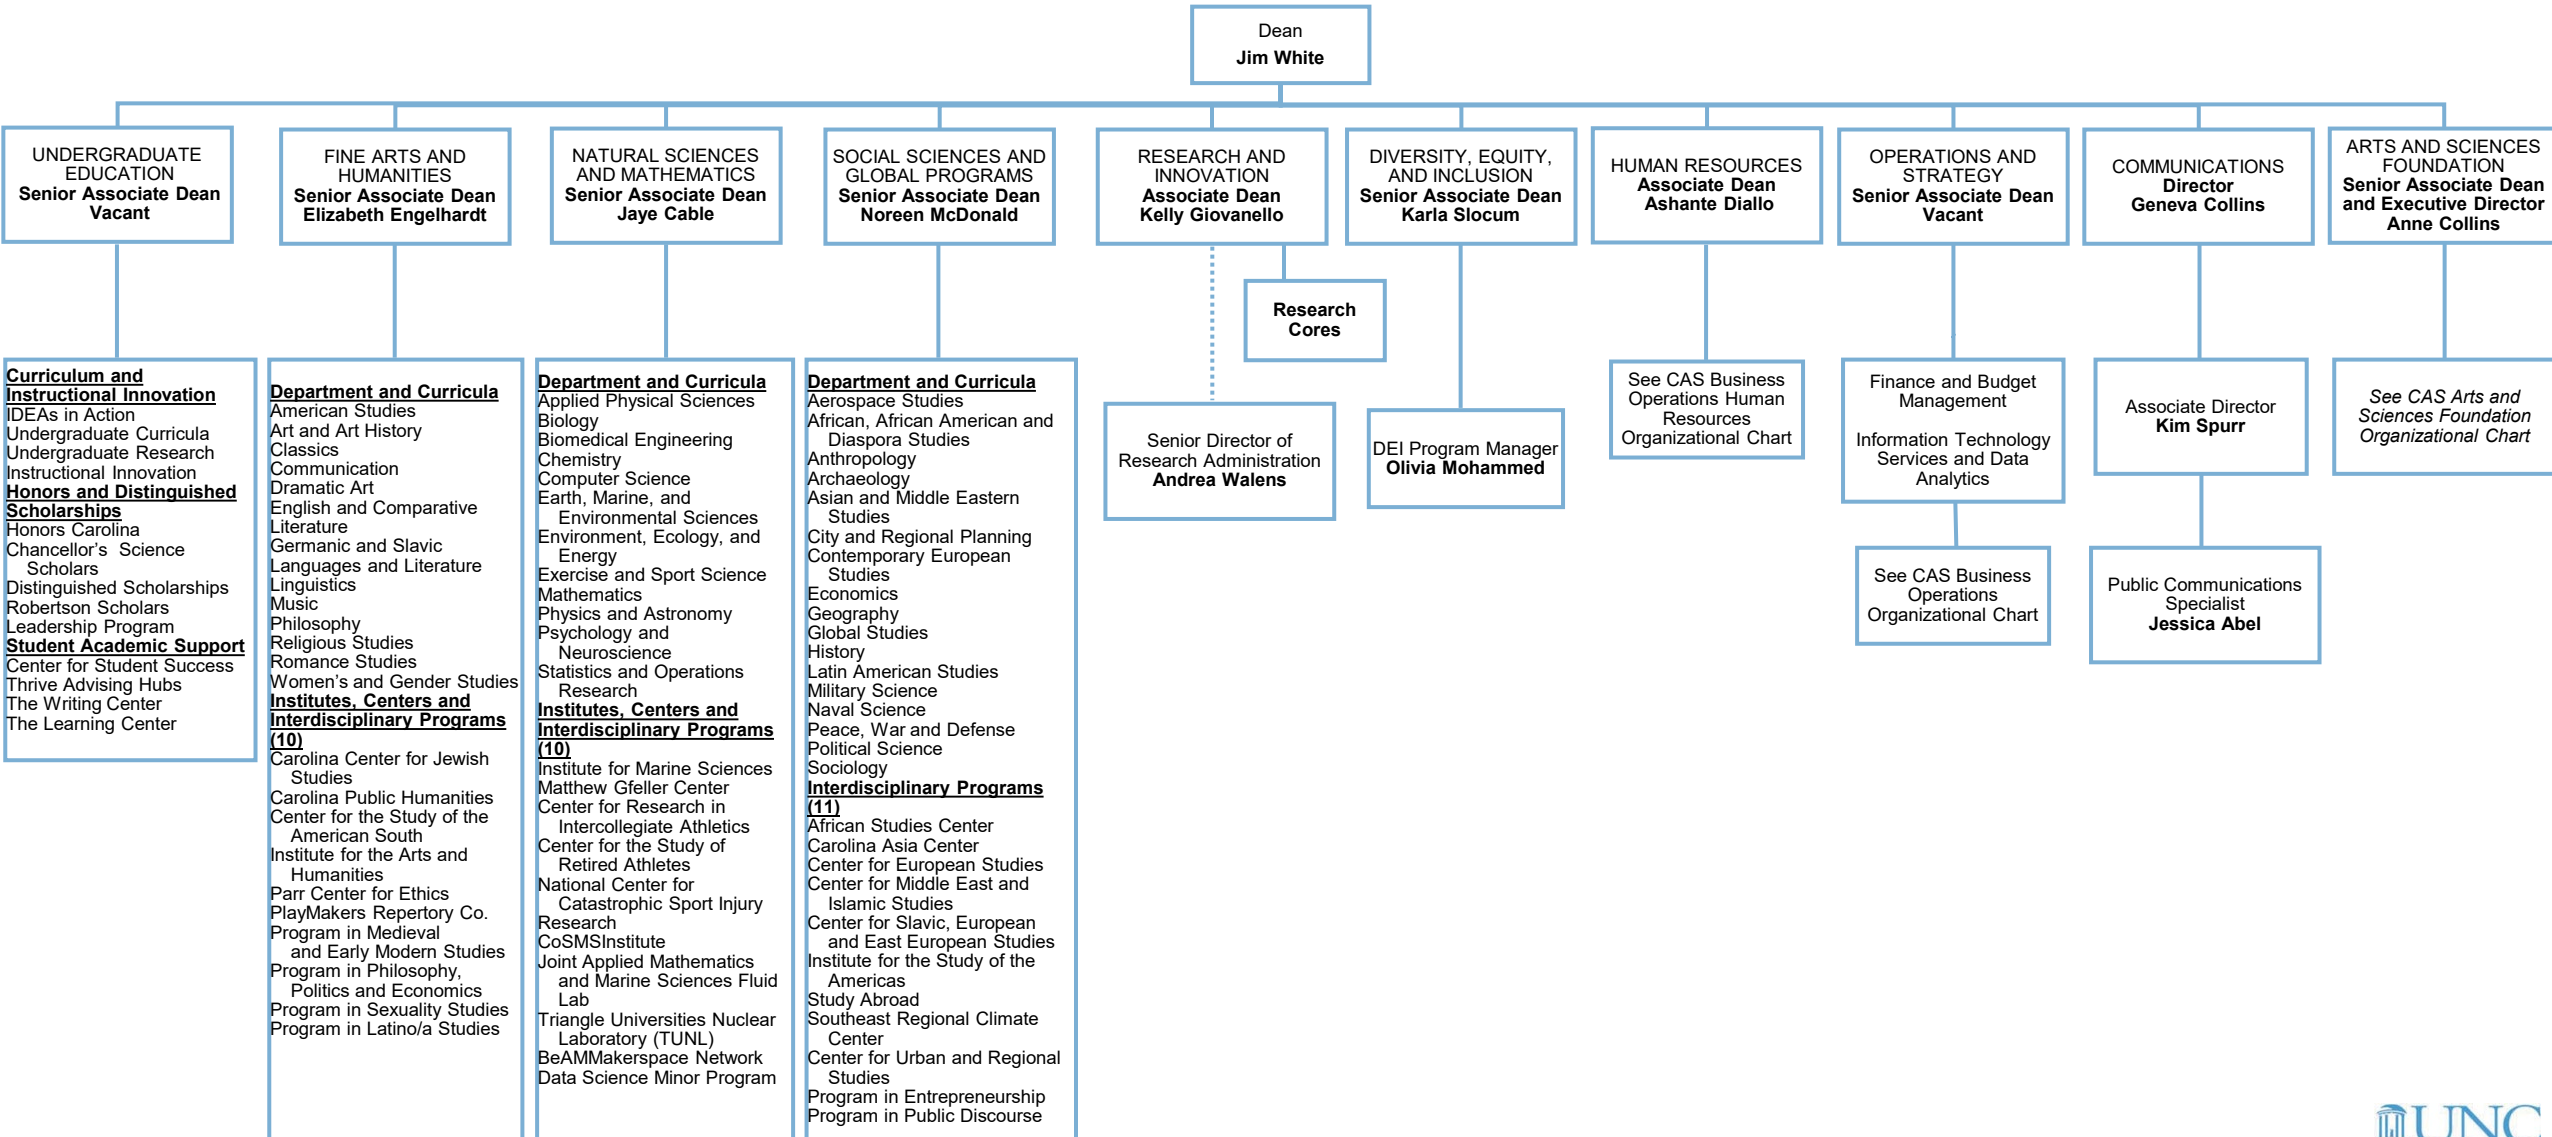 Dean
Jim White
UNDERGRADUATE
EDUCATION
Senior Associate Dean
Vacant
FINE ARTS AND
HUMANITIES
Senior Associate Dean
Elizabeth Engelhardt
NATURAL SCIENCES
AND MATHEMATICS
Senior Associate Dean
Jaye Cable
SOCIAL SCIENCES AND
GLOBAL PROGRAMS
Senior Associate Dean
Noreen McDonald
RESEARCH AND
INNOVATION
Associate Dean
Kelly Giovanello
DIVERSITY, EQUITY,
AND INCLUSION
Senior Associate Dean
Karla Slocum
HUMAN RESOURCES
Associate Dean
Ashante Diallo
OPERATIONS AND
STRATEGY
Senior Associate Dean
Vacant
COMMUNICATIONS
Director
Geneva Collins
ARTS AND SCIENCES
FOUNDATION
Senior Associate Dean
and Executive Director
Anne Collins
Research
Cores
Curriculum and
Instructional Innovation
IDEAs in Action
Undergraduate Curricula
Undergraduate Research
Instructional Innovation
Honors and Distinguished
Scholarships
Honors Carolina
Chancellor’s Science
Scholars
Distinguished Scholarships
Robertson Scholars
Leadership Program
Student Academic Support
Center for Student Success
Thrive Advising Hubs
The Writing Center
The Learning Center
Department and Curricula
American Studies
Art and Art History
Classics
Communication
Dramatic Art
English and Comparative
Literature
Germanic and Slavic
Languages and Literature
Linguistics
Music
Philosophy
Religious Studies
Romance Studies
Women’s and Gender Studies
Institutes, Centers and
Interdisciplinary Programs
(10)
Carolina Center for Jewish
Studies
Carolina Public Humanities
Center for the Study of the
American South
Institute for the Arts and
Humanities
Parr Center for Ethics
PlayMakers Repertory Co.
Program in Medieval
and Early Modern Studies
Program in Philosophy,
Politics and Economics
Program in Sexuality Studies
Program in Latino/a Studies
Department and Curricula
Applied Physical Sciences
Biology
Biomedical Engineering
Chemistry
Computer Science
Earth, Marine, and
Environmental Sciences
Environment, Ecology, and
Energy
Exercise and Sport Science
Mathematics
Physics and Astronomy
Psychology and
Neuroscience
Statistics and Operations
Research
Institutes, Centers and
Interdisciplinary Programs
(10)
Institute for Marine Sciences
Matthew Gfeller Center
Center for Research in
Intercollegiate Athletics
Center for the Study of
Retired Athletes
National Center for
Catastrophic Sport Injury
Research
CoSMSInstitute
Joint Applied Mathematics
and Marine Sciences Fluid
Lab
Triangle Universities Nuclear
Laboratory (TUNL)
BeAMMakerspace Network
Data Science Minor Program
Department and Curricula
Aerospace Studies
African, African American and
Diaspora Studies
Anthropology
Archaeology
Asian and Middle Eastern
Studies
City and Regional Planning
Contemporary European
Studies
Economics
Geography
Global Studies
History
Latin American Studies
Military Science
Naval Science
Peace, War and Defense
Political Science
Sociology
Interdisciplinary Programs
(11)
African Studies Center
Carolina Asia Center
Center for European Studies
Center for Middle East and
Islamic Studies
Center for Slavic, European
and East European Studies
Institute for the Study of the
Americas
Study Abroad
Southeast Regional Climate
Center
Center for Urban and Regional
Studies
Program in Entrepreneurship
Program in Public Discourse
Senior Director of
Research Administration
Andrea Walens
DEI Program Manager
Olivia Mohammed
See CAS Business
Operations Human
Resources
Organizational Chart
Finance and Budget
Management
Information Technology
Services and Data
Analytics
See CAS Business
Operations
Organizational Chart
Associate Director
Kim Spurr
Public Communications
Specialist
Jessica Abel
See CAS Arts and
Sciences Foundation
Organizational Chart
UNC